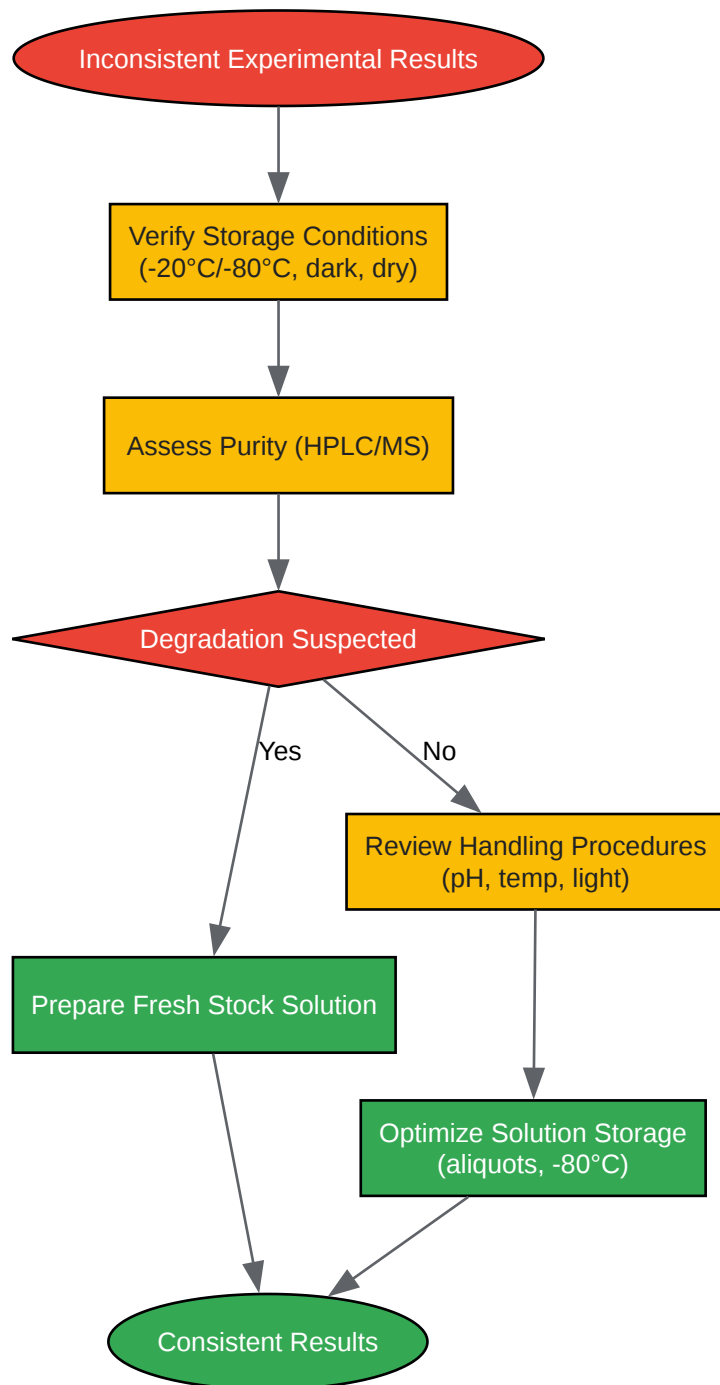 Inconsistent Experimental Results
Verify Storage Conditions
(-20°C/-80°C, dark, dry)
Assess Purity (HPLC/MS)
Degradation Suspected
Yes
No
Review Handling Procedures
(pH, temp, light)
Prepare Fresh Stock Solution
Optimize Solution Storage
(aliquots, -80°C)
Consistent Results